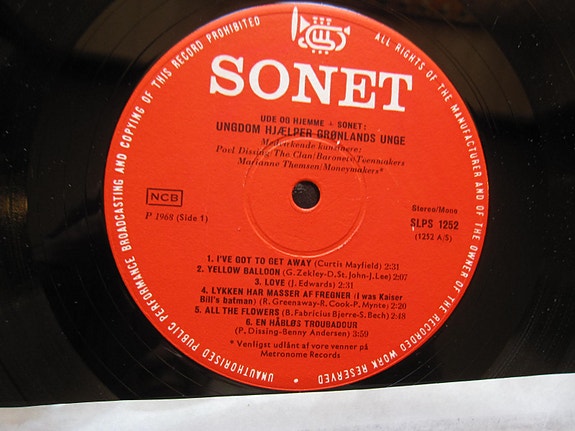 UNAUTHORISED PUBLIC PERFORMANCE BROADCASTING AND COPYING OF THIS RECORD PROHIBITED
ALL RIGHTS OF THE MANUFACTURER AND OF THE OWNER OF THE RECORDED WORK RESERVED
SONET
UDE OG HJEMME + SONET:
UNGDOM HJÆLPER GRØNLANDS UNGE
Medvirkende kunstnere:
Poel Dissing/The Clan/Baronece/Teenmakers
Marianne Themsen/Moneymakers*
NCB
P 1968 (Side 1)
Stereo/Mono
SLPS 1252
(1252 A/S)
1. I'VE GOT TO GET AWAY (Curtis Mayfield) 2:31
2. YELLOW BALLOON (G. Zekley-D. St. John-J. Lee) 2:07
3. LOVE (J. Edwards) 2:31
4. LYKKEN HAR MASSER AF FREGNER (I was Kaiser
Bill's batman) (R. Greenaway-R. Cook-P. Mynte) 2:20
5. ALL THE FLOWERS (B. Fabricius Bjerre-S. Bech) 2:48
6. EN HÅBLØS TROUBADOUR
(P. Dissing-Benny Andersen) 3:50
* Venligst udlånt af vore venner på
Metronome Records